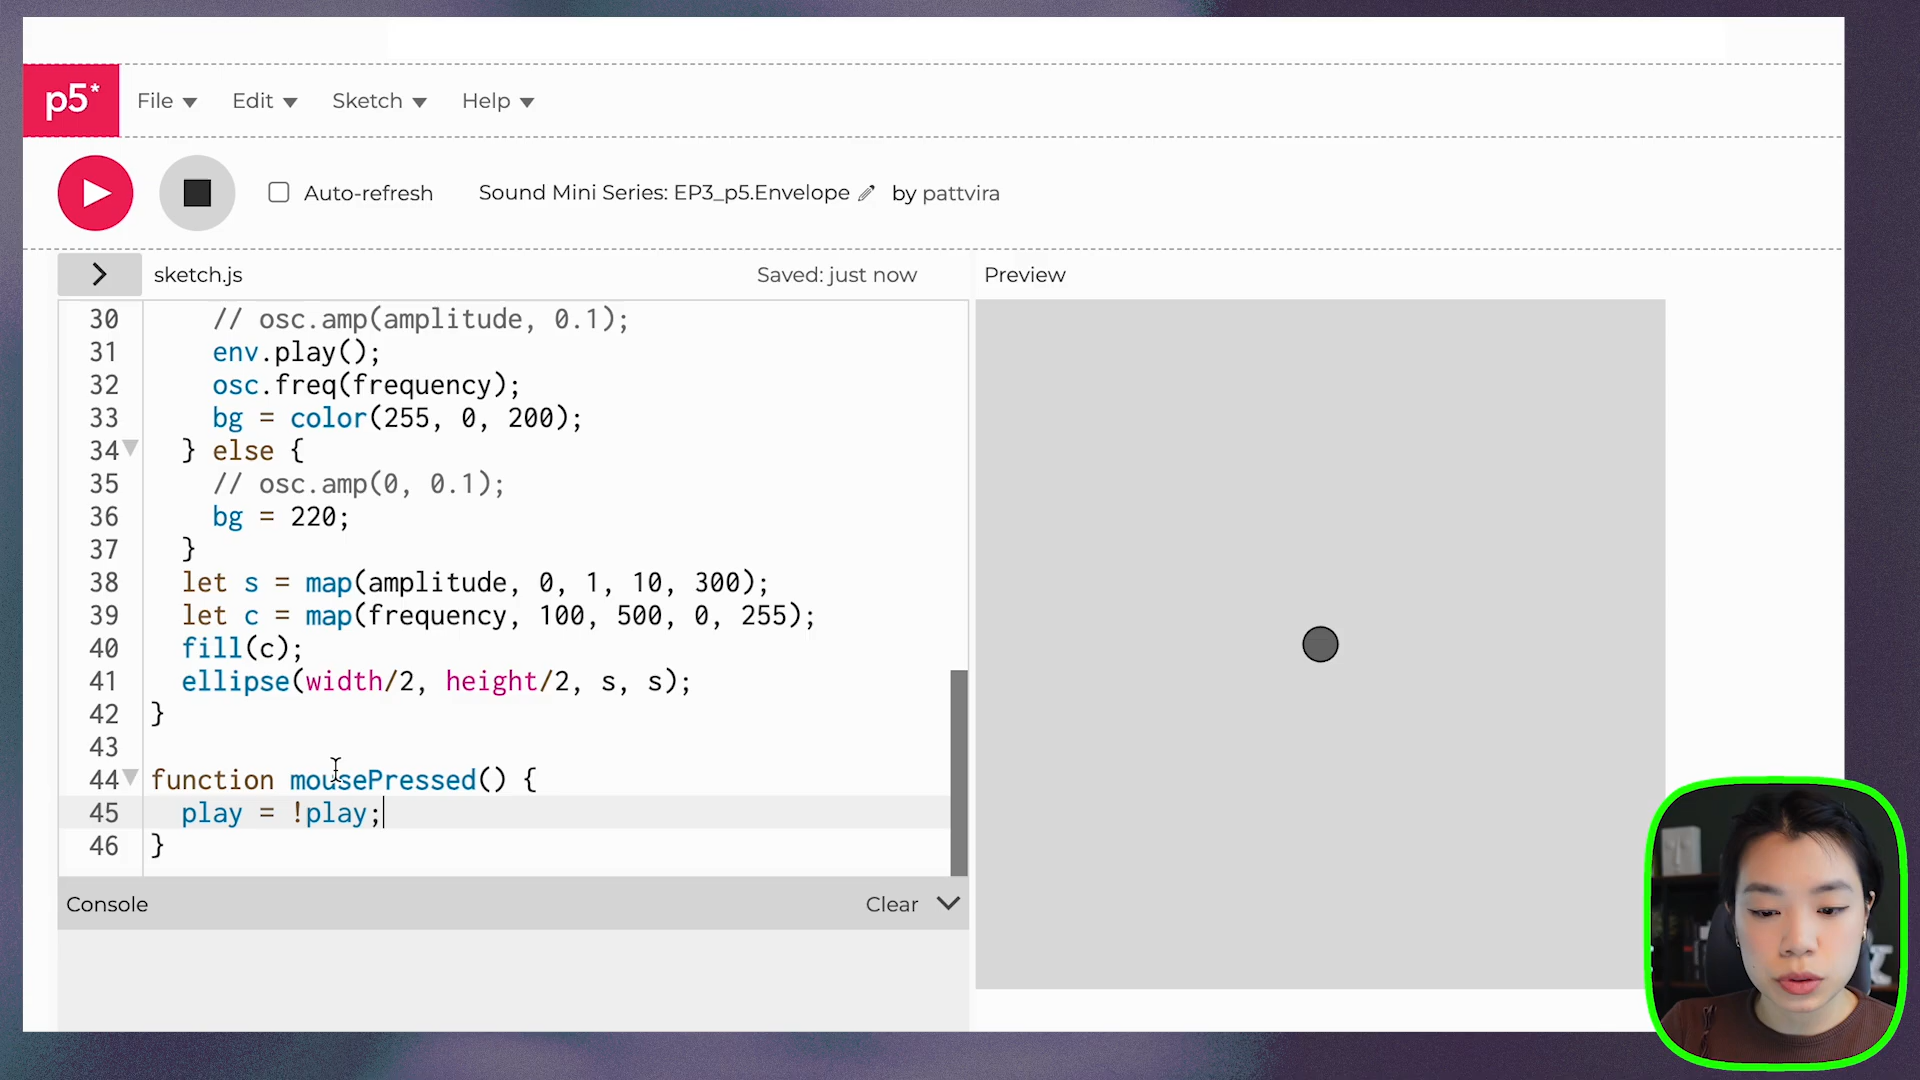 p5*
File Edit Sketch Help
Auto-refresh Sound Mini Series: EP3_p5.Envelope by pattvira
sketch.js Saved: just now Preview
30 // osc.amp(amplitude, 0.1);
31 env.play();
32 osc.freq(frequency);
33 bg = color(255, 0, 200);
34 } else {
35 // osc.amp(0, 0.1);
36 bg = 220;
37 }
38 let s = map(amplitude, 0, 1, 10, 300);
39 let c = map(frequency, 100, 500, 0, 255);
40 fill(c);
41 ellipse(width/2, height/2, s, s);
42 }
43
44 function mousePressed() {
45 play = !play;
46 }
Console Clear